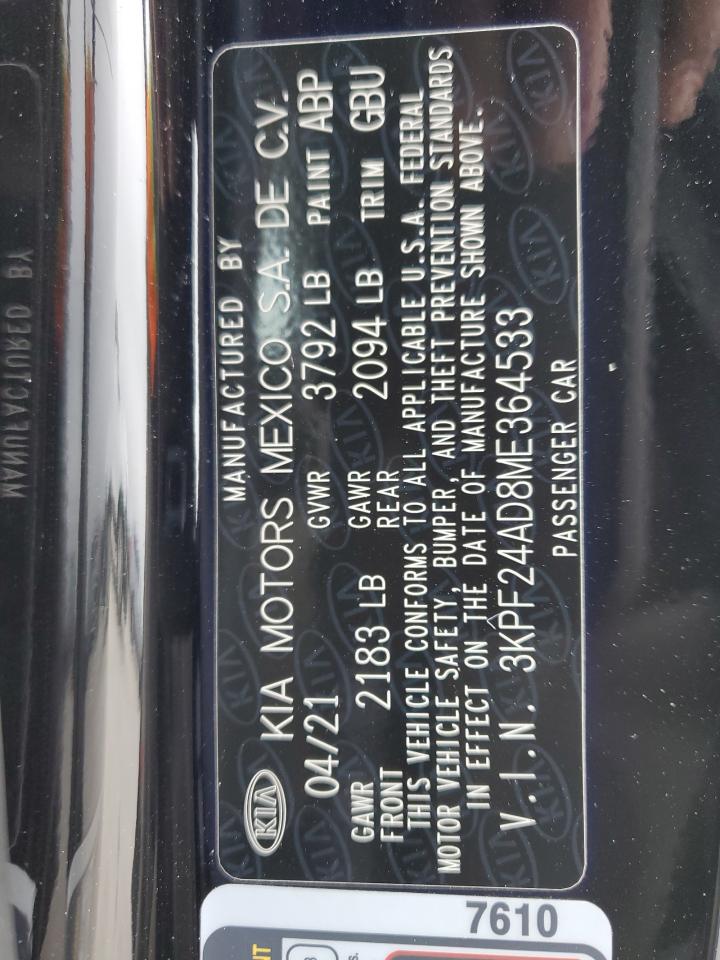 MANUFACTURED BY
KIA KIA MOTORS MEXICO S.A. DE C.V.
04/21 GVWR 3792 LB PAINT ABP
GAWR FRONT 2183 LB GAWR REAR 2094 LB TRIM GBU
THIS VEHICLE CONFORMS TO ALL APPLICABLE U.S.A. FEDERAL
MOTOR VEHICLE SAFETY, BUMPER, AND THEFT PREVENTION STANDARDS
IN EFFECT ON THE DATE OF MANUFACTURE SHOWN ABOVE.
V.I.N. 3KPF24AD8ME364533
PASSENGER CAR
7610
MANUFACTURED BY